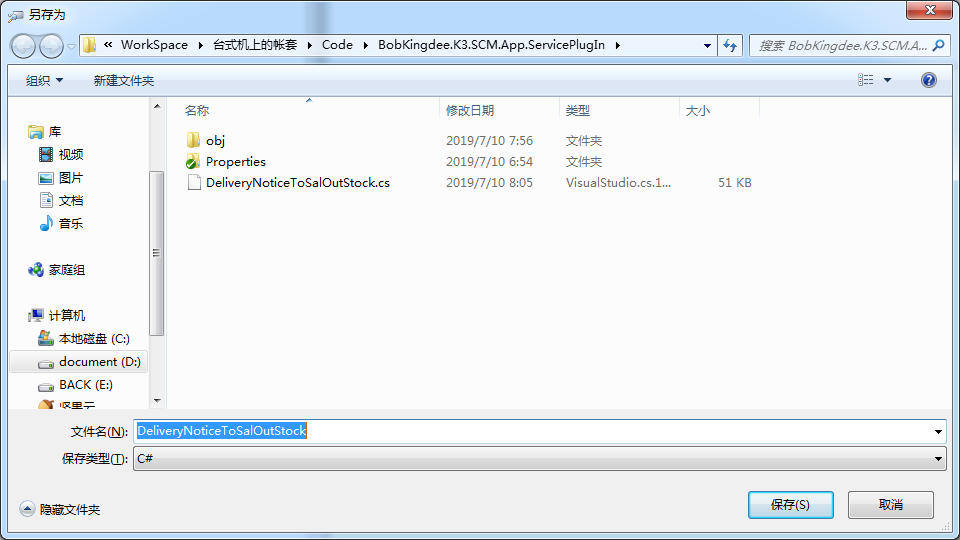 另存为
« WorkSpace ▸ 台式机上的帐套 ▸ Code ▸ BobKingdee.K3.SCM.App.ServicePlugIn ▸
搜索 BobKingdee.K3.SCM.A...
组织 ▼ 新建文件夹
名称 修改日期 类型 大小
库
视频
图片
文档
音乐
家庭组
计算机
本地磁盘 (C:)
document (D:)
BACK (E:)
坚果云
obj 2019/7/10 7:56 文件夹
Properties 2019/7/10 6:54 文件夹
DeliveryNoticeToSalOutStock.cs 2019/7/10 8:05 VisualStudio.cs.1... 51 KB
文件名(N): DeliveryNoticeToSalOutStock
保存类型(T): C#
隐藏文件夹 保存(S) 取消